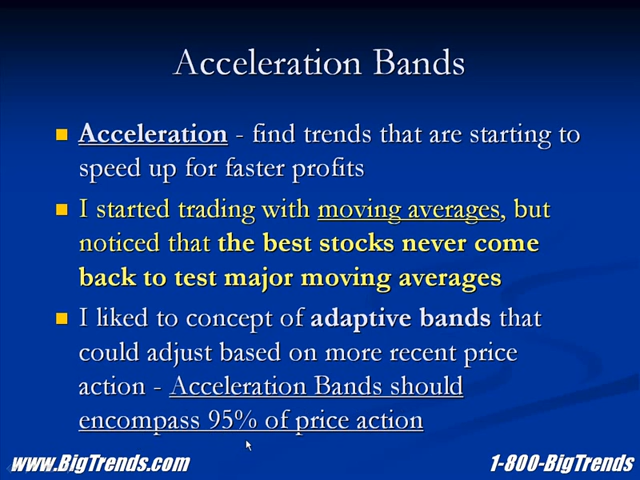 Acceleration Bands
Acceleration - find trends that are starting to
speed up for faster profits
I started trading with moving averages, but
noticed that the best stocks never come
back to test major moving averages
I liked to concept of adaptive bands that
could adjust based on more recent price
action - Acceleration Bands should
encompass 95% of price action
www.BigTrends.com
1-800-BigTrends